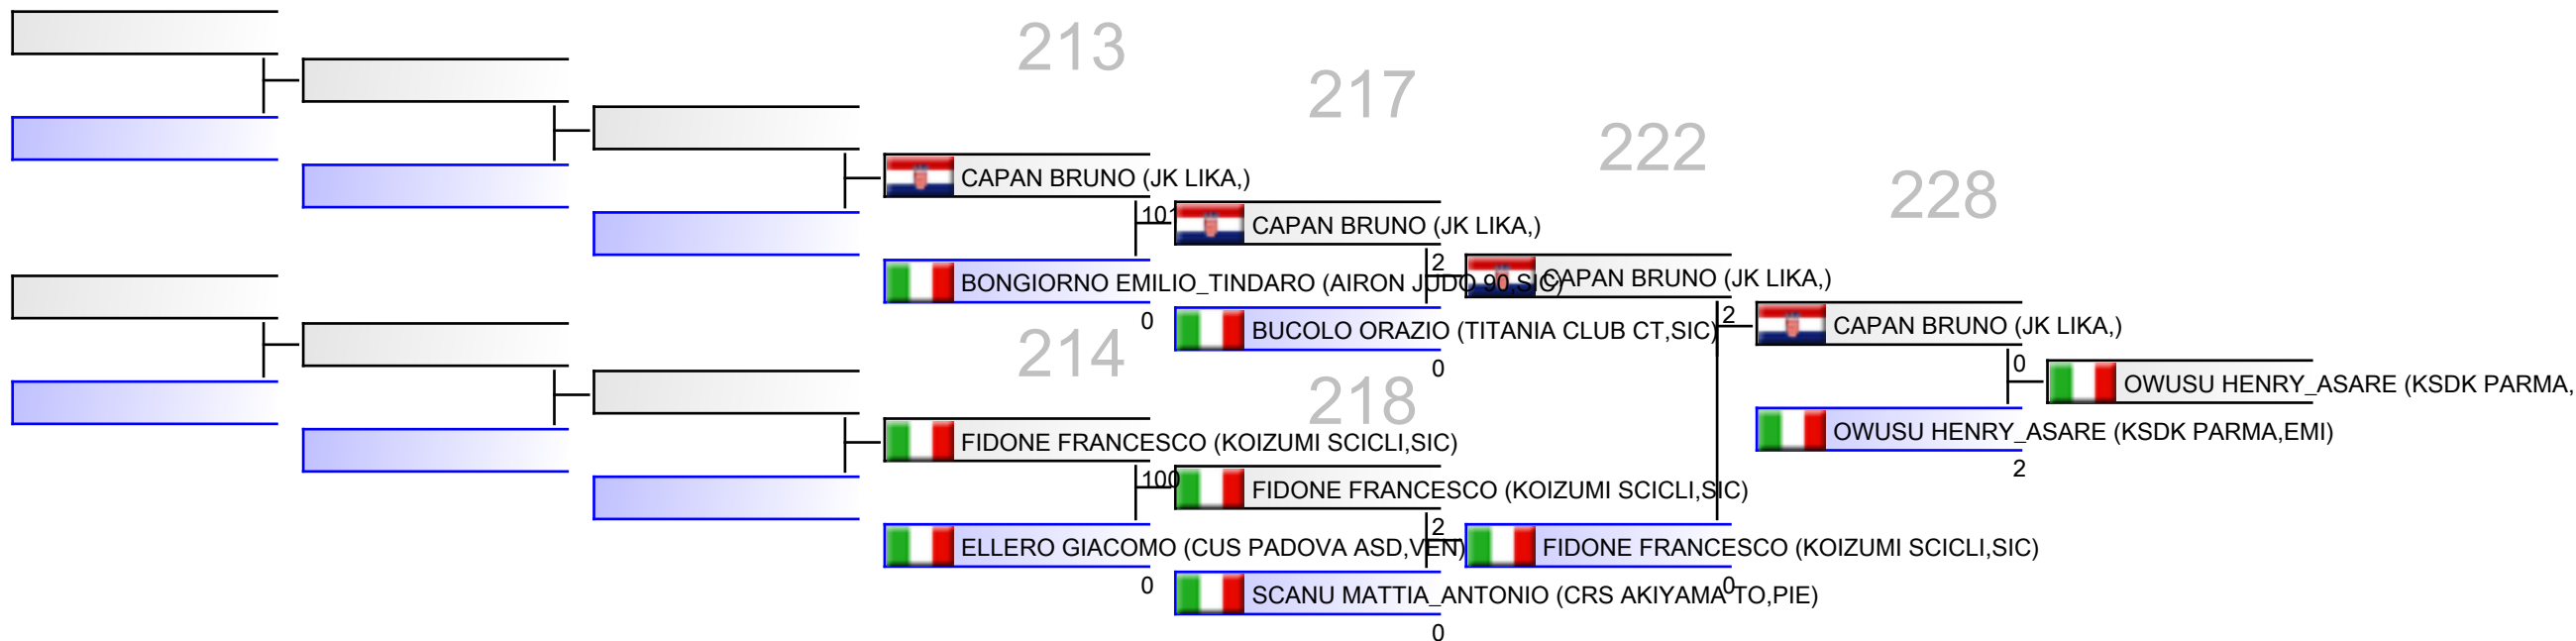 213
217
222
228
CAPAN BRUNO (JK LIKA,)
101
CAPAN BRUNO (JK LIKA,)
BONGIORNO EMILIO_TINDARO (AIRON JUDO 90,SIC)
0
2
CAPAN BRUNO (JK LIKA,)
BUCOLO ORAZIO (TITANIA CLUB CT,SIC)
0
2
CAPAN BRUNO (JK LIKA,)
0
OWUSU HENRY_ASARE (KSDK PARMA,
OWUSU HENRY_ASARE (KSDK PARMA,EMI)
2
214
218
FIDONE FRANCESCO (KOIZUMI SCICLI,SIC)
100
FIDONE FRANCESCO (KOIZUMI SCICLI,SIC)
ELLERO GIACOMO (CUS PADOVA ASD,VEN)
0
2
FIDONE FRANCESCO (KOIZUMI SCICLI,SIC)
0
SCANU MATTIA_ANTONIO (CRS AKIYAMA TO,PIE)
0